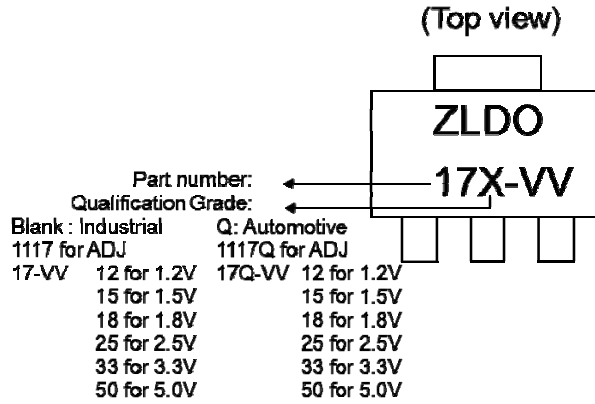 (Top view)
ZLDO
17X-VV
Part number:
Qualification Grade:
Blank : Industrial Q: Automotive
1117 for ADJ 1117Q for ADJ
17-VV 12 for 1.2V 17Q-VV 12 for 1.2V
15 for 1.5V 15 for 1.5V
18 for 1.8V 18 for 1.8V
25 for 2.5V 25 for 2.5V
33 for 3.3V 33 for 3.3V
50 for 5.0V 50 for 5.0V